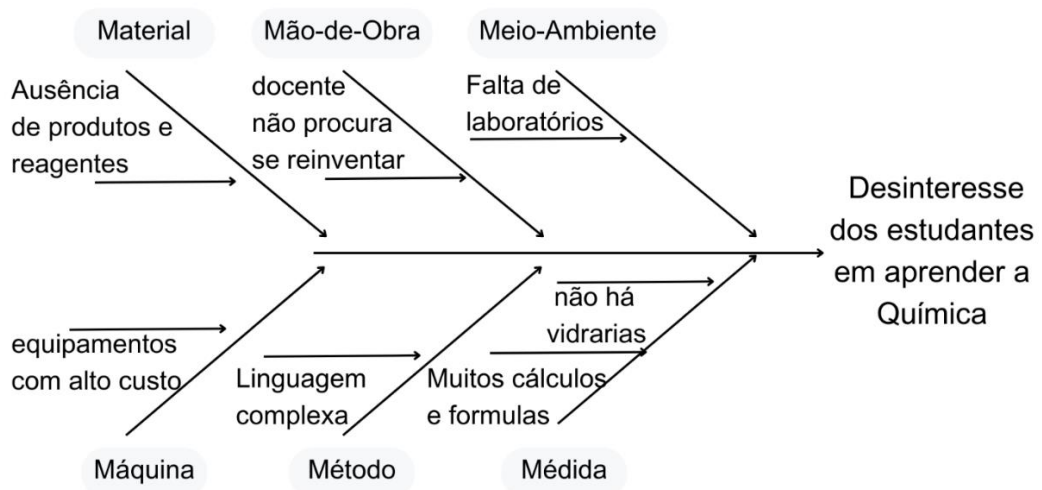 Material
Mão-de-Obra
Meio-Ambiente
Ausência
de produtos e
reagentes
docente
não procura
se reinventar
Falta de
laboratórios
Desinteresse
dos estudantes
em aprender a
Química
equipamentos
com alto custo
Linguagem
complexa
não há
vidrarias
Muitos cálculos
e formulas
Máquina
Método
Médida